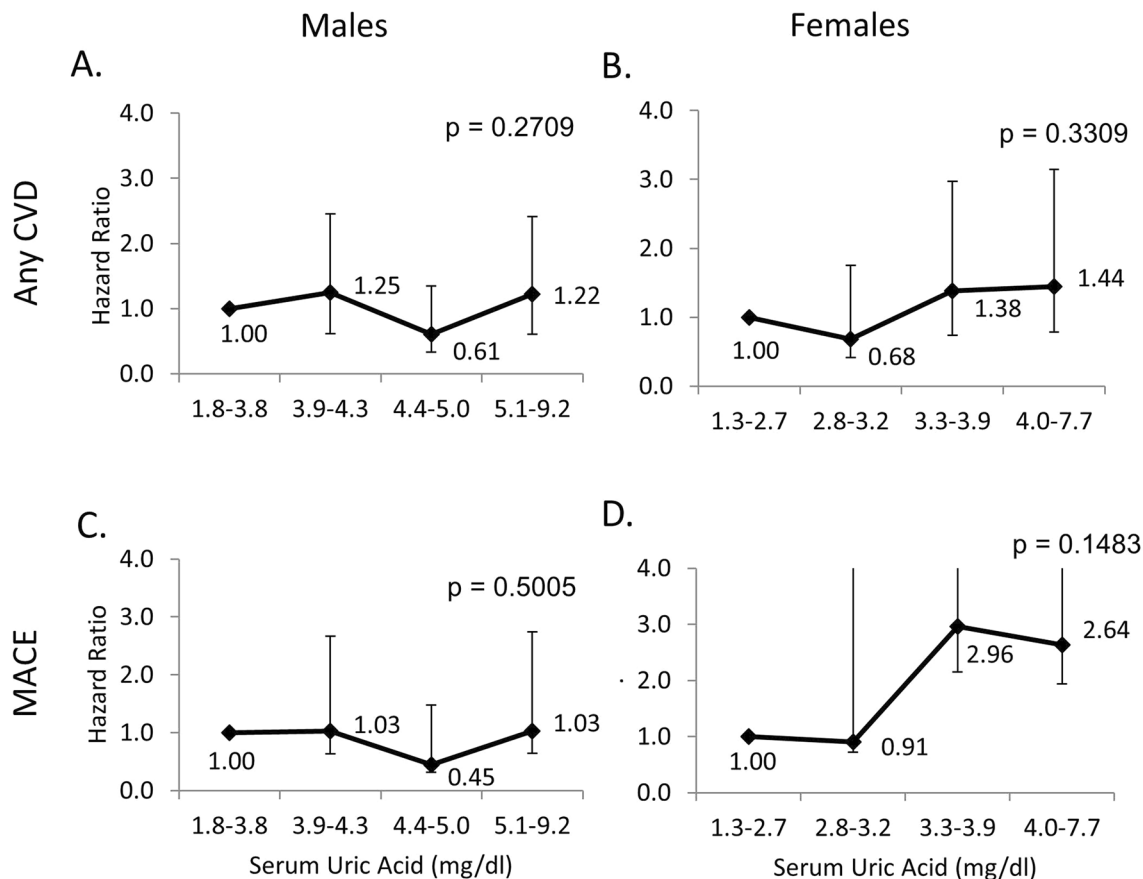 Males
Females
A.
Any CVD
Hazard Ratio
4.0
3.0
2.0
1.0
0.0
p = 0.2709
1.00
1.25
0.61
1.22
1.8-3.8 3.9-4.3 4.4-5.0 5.1-9.2
B.
4.0
3.0
2.0
1.0
0.0
p = 0.3309
1.00
0.68
1.38
1.44
1.3-2.7 2.8-3.2 3.3-3.9 4.0-7.7
C.
MACE
Hazard Ratio
4.0
3.0
2.0
1.0
0.0
p = 0.5005
1.00
1.03
0.45
1.03
1.8-3.8 3.9-4.3 4.4-5.0 5.1-9.2
Serum Uric Acid (mg/dl)
D.
4.0
3.0
2.0
1.0
0.0
p = 0.1483
1.00
0.91
2.96
2.64
1.3-2.7 2.8-3.2 3.3-3.9 4.0-7.7
Serum Uric Acid (mg/dl)